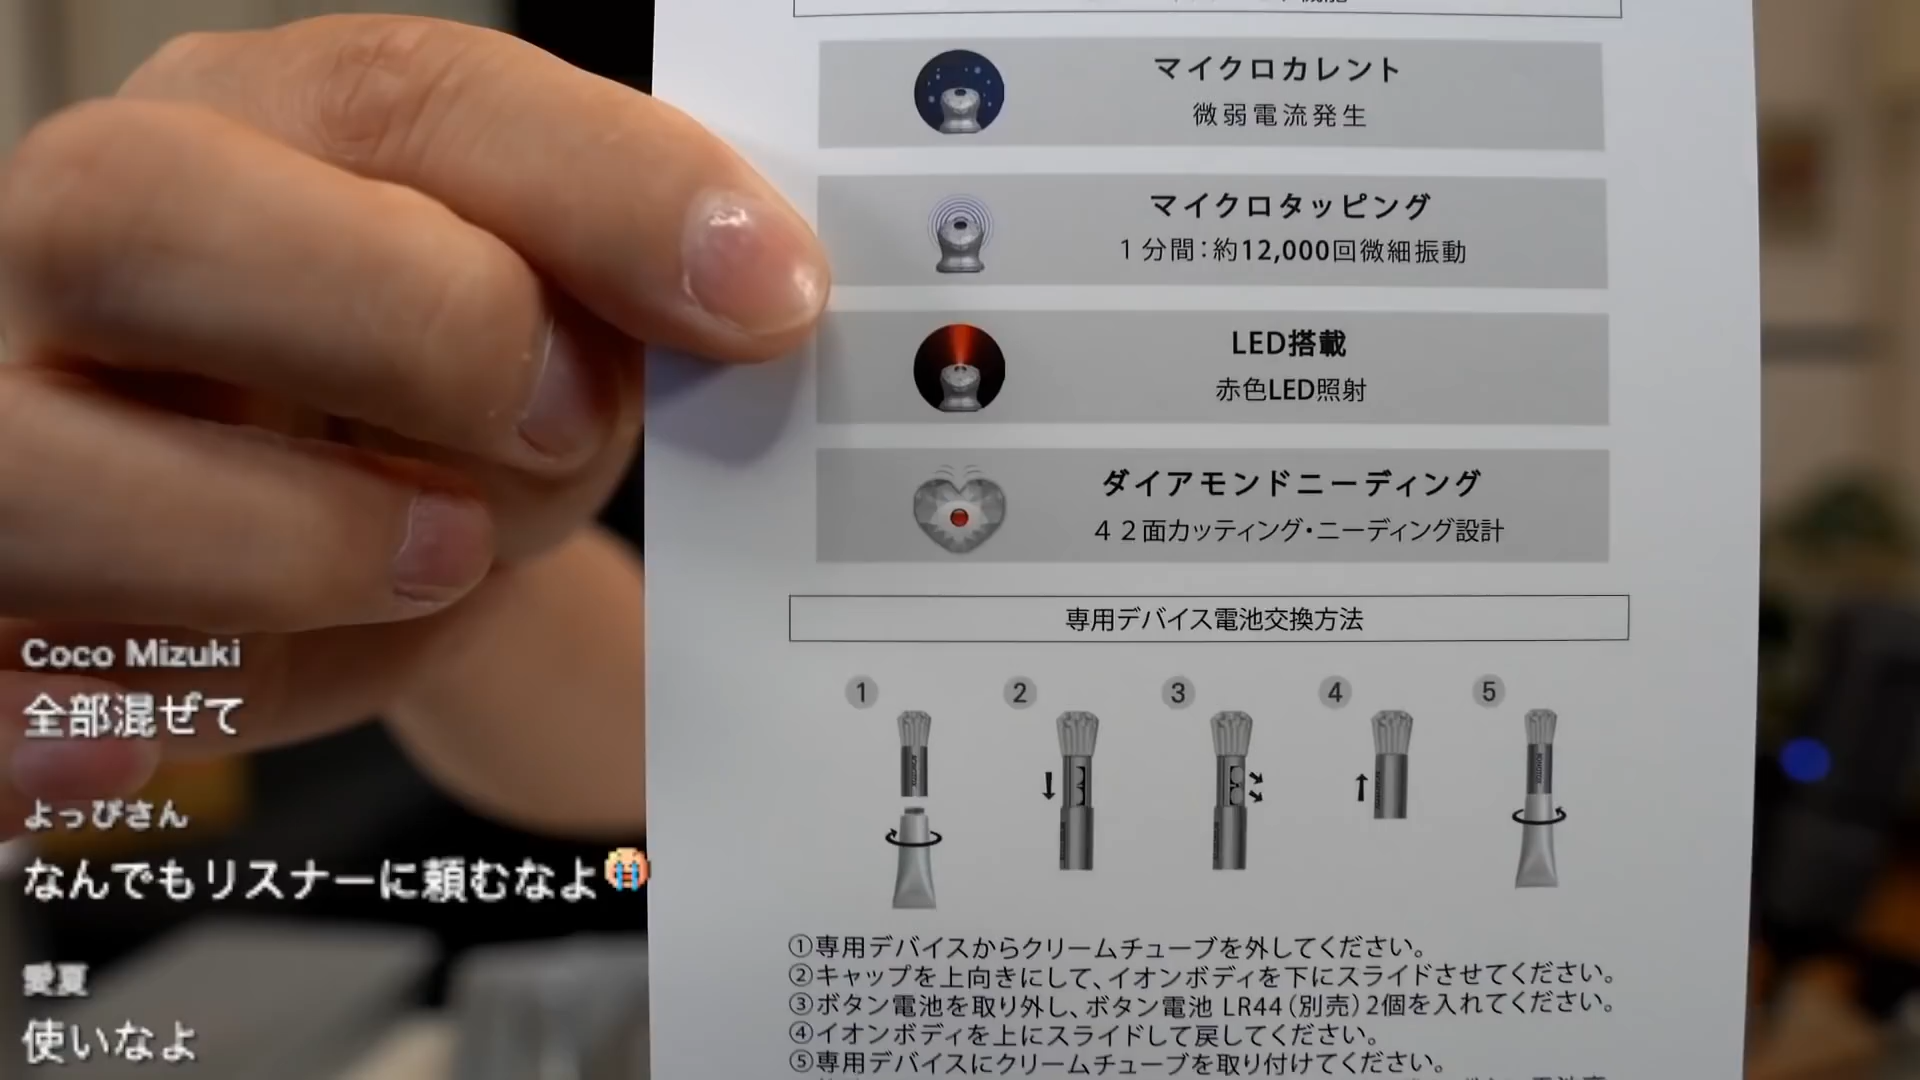 機能
マイクロカレント
微弱電流発生
マイクロタッピング
1分間:約12,000回微細振動
LED搭載
赤色LED照射
ダイアモンドニーディング
42面カッティング・ニーディング設計
専用デバイス電池交換方法
1 2 3 4 5
①専用デバイスからクリームチューブを外してください。
②キャップを上向きにして、イオンボディを下にスライドさせてください。
③ボタン電池を取り外し、ボタン電池 LR44(別売)2個を入れてください。
④イオンボディを上にスライドして戻してください。
⑤専用デバイスにクリームチューブを取り付けてください。
Coco Mizuki
全部混ぜて
よっぴさん
なんでもリスナーに頼むなよ😭
愛夏
使いなよ